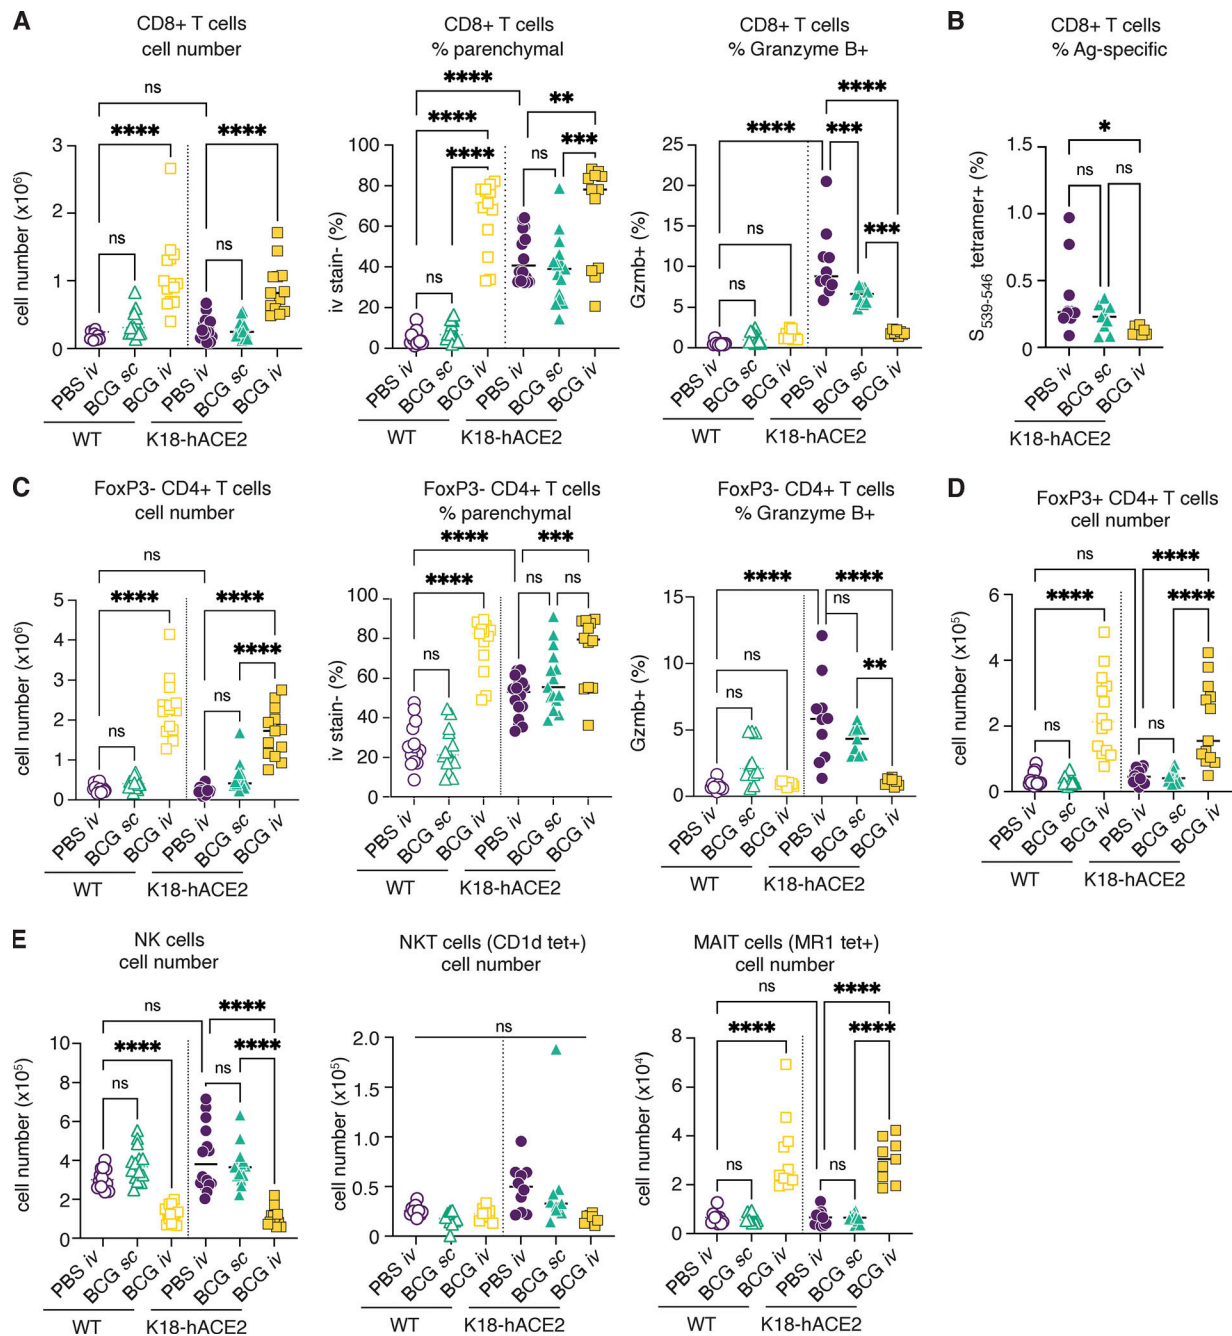 A
CD8+ T cells
cell number
ns
****
****
ns
ns
cell number (x10⁶)
3
2
1
0
PBS iv
BCG sc
BCG iv
PBS iv
BCG sc
BCG iv
WT
K18-hACE2
CD8+ T cells
% parenchymal
****
**
****
***
****
ns
ns
iv stain- (%)
100
80
60
40
20
0
PBS iv
BCG sc
BCG iv
PBS iv
BCG sc
BCG iv
WT
K18-hACE2
CD8+ T cells
% Granzyme B+
****
****
***
***
ns
ns
Gzmb+ (%)
25
20
15
10
5
0
PBS iv
BCG sc
BCG iv
PBS iv
BCG sc
BCG iv
WT
K18-hACE2
B
CD8+ T cells
% Ag-specific
*
ns
ns
S539-546 tetramer+ (%)
1.5
1.0
0.5
0
PBS iv
BCG sc
BCG iv
K18-hACE2
C
FoxP3- CD4+ T cells
cell number
ns
****
****
****
ns
ns
cell number (x10⁶)
5
4
3
2
1
0
PBS iv
BCG sc
BCG iv
PBS iv
BCG sc
BCG iv
WT
K18-hACE2
FoxP3- CD4+ T cells
% parenchymal
****
***
****
ns
ns
ns
iv stain- (%)
100
80
60
40
20
0
PBS iv
BCG sc
BCG iv
PBS iv
BCG sc
BCG iv
WT
K18-hACE2
FoxP3- CD4+ T cells
% Granzyme B+
****
****
ns
ns
**
ns
Gzmb+ (%)
15
10
5
0
PBS iv
BCG sc
BCG iv
PBS iv
BCG sc
BCG iv
WT
K18-hACE2
D
FoxP3+ CD4+ T cells
cell number
ns
****
****
****
ns
ns
cell number (x10⁵)
6
4
2
0
PBS iv
BCG sc
BCG iv
PBS iv
BCG sc
BCG iv
WT
K18-hACE2
E
NK cells
cell number
ns
****
****
****
ns
ns
cell number (x10⁵)
10
8
6
4
2
0
PBS iv
BCG sc
BCG iv
PBS iv
BCG sc
BCG iv
WT
K18-hACE2
NKT cells (CD1d tet+)
cell number
ns
cell number (x10⁵)
2.0
1.5
1.0
0.5
0
PBS iv
BCG sc
BCG iv
PBS iv
BCG sc
BCG iv
WT
K18-hACE2
MAIT cells (MR1 tet+)
cell number
ns
****
****
****
ns
ns
cell number (x10⁴)
8
6
4
2
0
PBS iv
BCG sc
BCG iv
PBS iv
BCG sc
BCG iv
WT
K18-hACE2